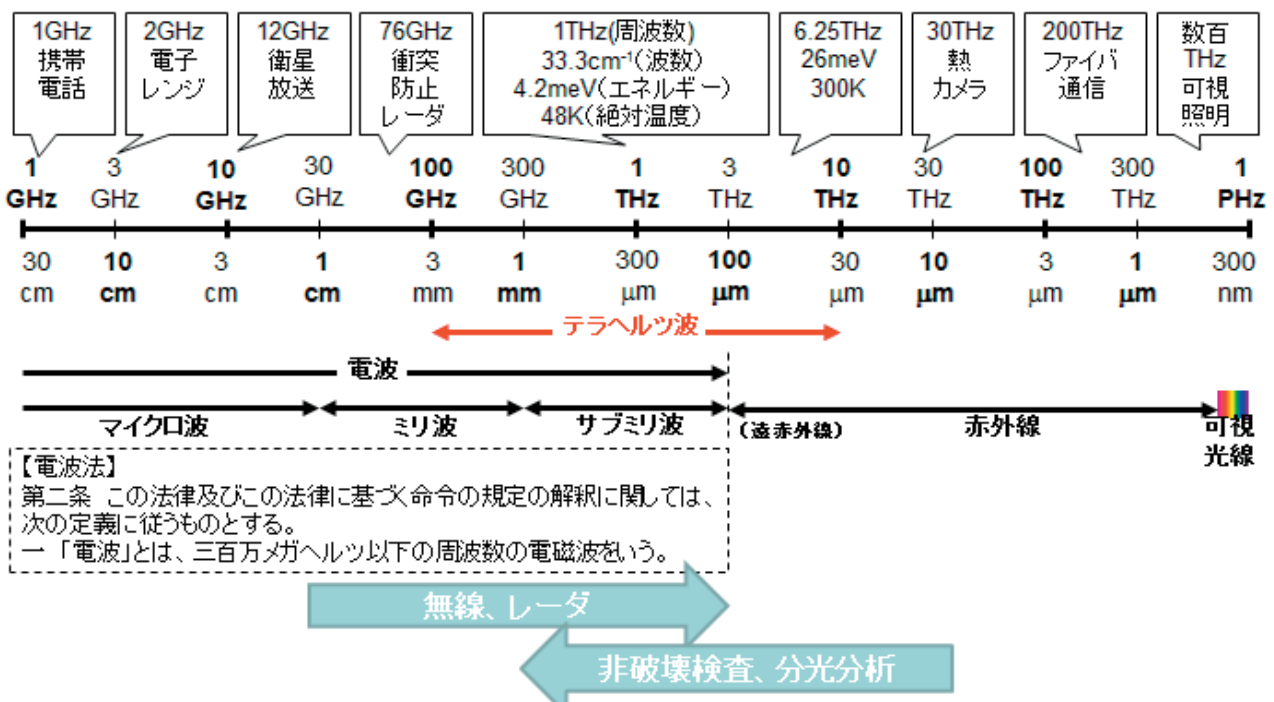 1GHz
携帯
電話
2GHz
電子
レンジ
12GHz
衛星
放送
76GHz
衝突
防止
レーダ
1THz(周波数)
33.3cm⁻¹(波数)
4.2meV(エネルギー)
48K(絶対温度)
6.25THz
26meV
300K
30THz
熱
カメラ
200THz
ファイバ
通信
数百
THz
可視
照明
1 3 10 30 100 300 1 3 10 30 100 300 1
GHz GHz GHz GHz GHz GHz THz THz THz THz THz THz PHz
30 10 3 1 3 1 300 100 30 10 3 1 300
cm cm cm cm mm mm μm μm μm μm μm μm nm
テラヘルツ波
電波
マイクロ波 ミリ波 サブミリ波 (遠赤外線) 赤外線 可視
光線
【電波法】
第二条 この法律及びこの法律に基づく命令の規定の解釈に関しては、
次の定義に従うものとする。
一 「電波」とは、三百万メガヘルツ以下の周波数の電磁波をいう。
無線、レーダ
非破壊検査、分光分析